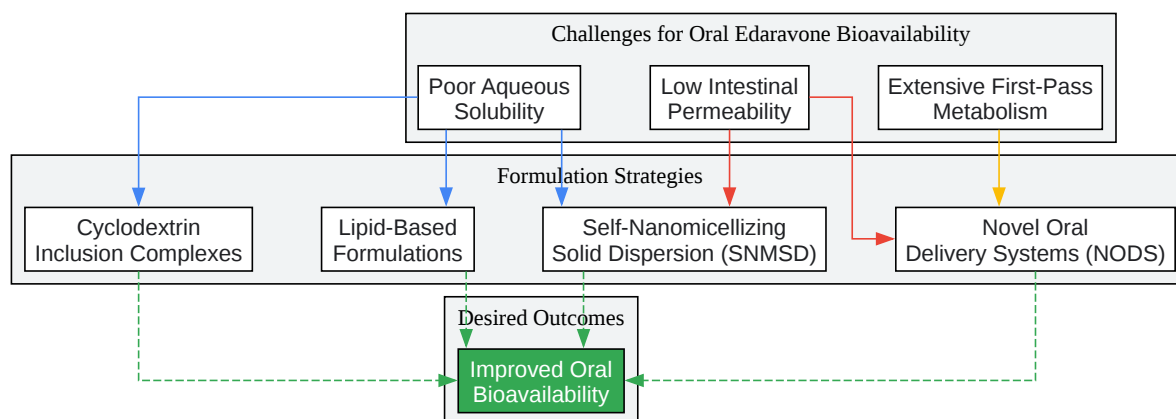 Challenges for Oral Edaravone Bioavailability
Poor Aqueous
Solubility
Low Intestinal
Permeability
Extensive First-Pass
Metabolism
Formulation Strategies
Cyclodextrin
Inclusion Complexes
Lipid-Based
Formulations
Self-Nanomicellizing
Solid Dispersion (SNMSD)
Novel Oral
Delivery Systems (NODS)
Desired Outcomes
Improved Oral
Bioavailability